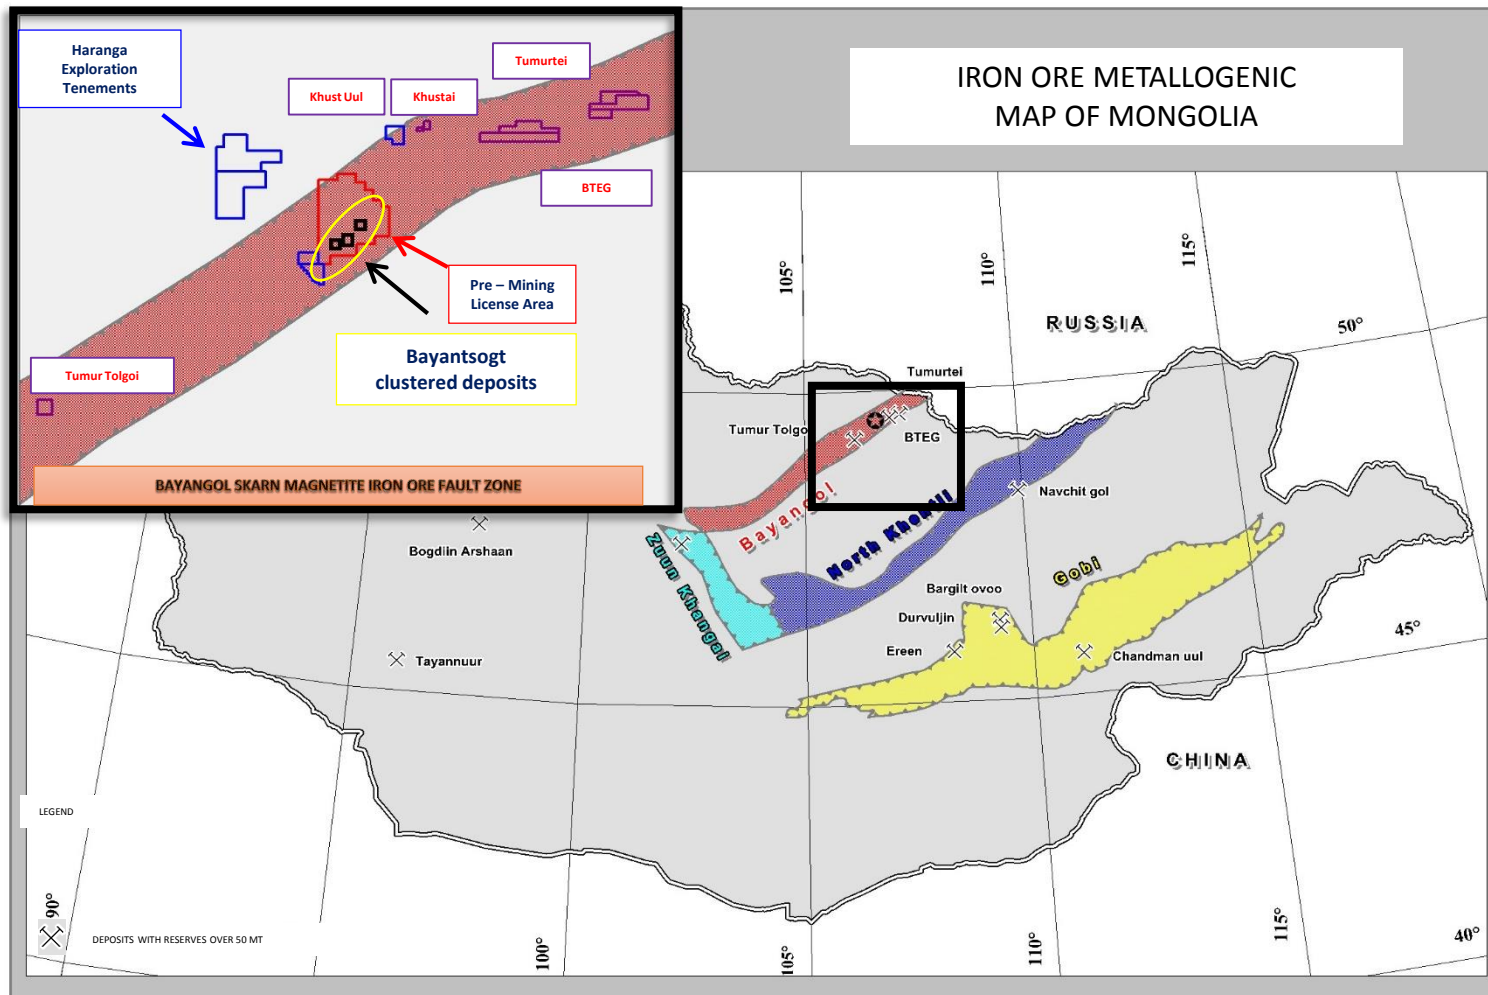 IRON ORE METALLOGENIC
MAP OF MONGOLIA
Haranga
Exploration
Tenements
Khust Uul
Khustai
Tumurtei
BTEG
Pre – Mining
License Area
Bayantsogt
clustered deposits
Tumur Tolgoi
BAYANGOL SKARN MAGNETITE IRON ORE FAULT ZONE
105°
110°
115°
50°
RUSSIA
Tumurtei
Tumur Tolgo
BTEG
Bayangol
North Khentii
Navchit gol
Bogdiin Arshaan
Zuun Khangai
Gobi
Bargilt ovoo
Durvuljin
Ereen
Chandman uul
Tayannuur
45°
CHINA
LEGEND
90°
DEPOSITS WITH RESERVES OVER 50 MT
100°
105°
110°
115°
40°